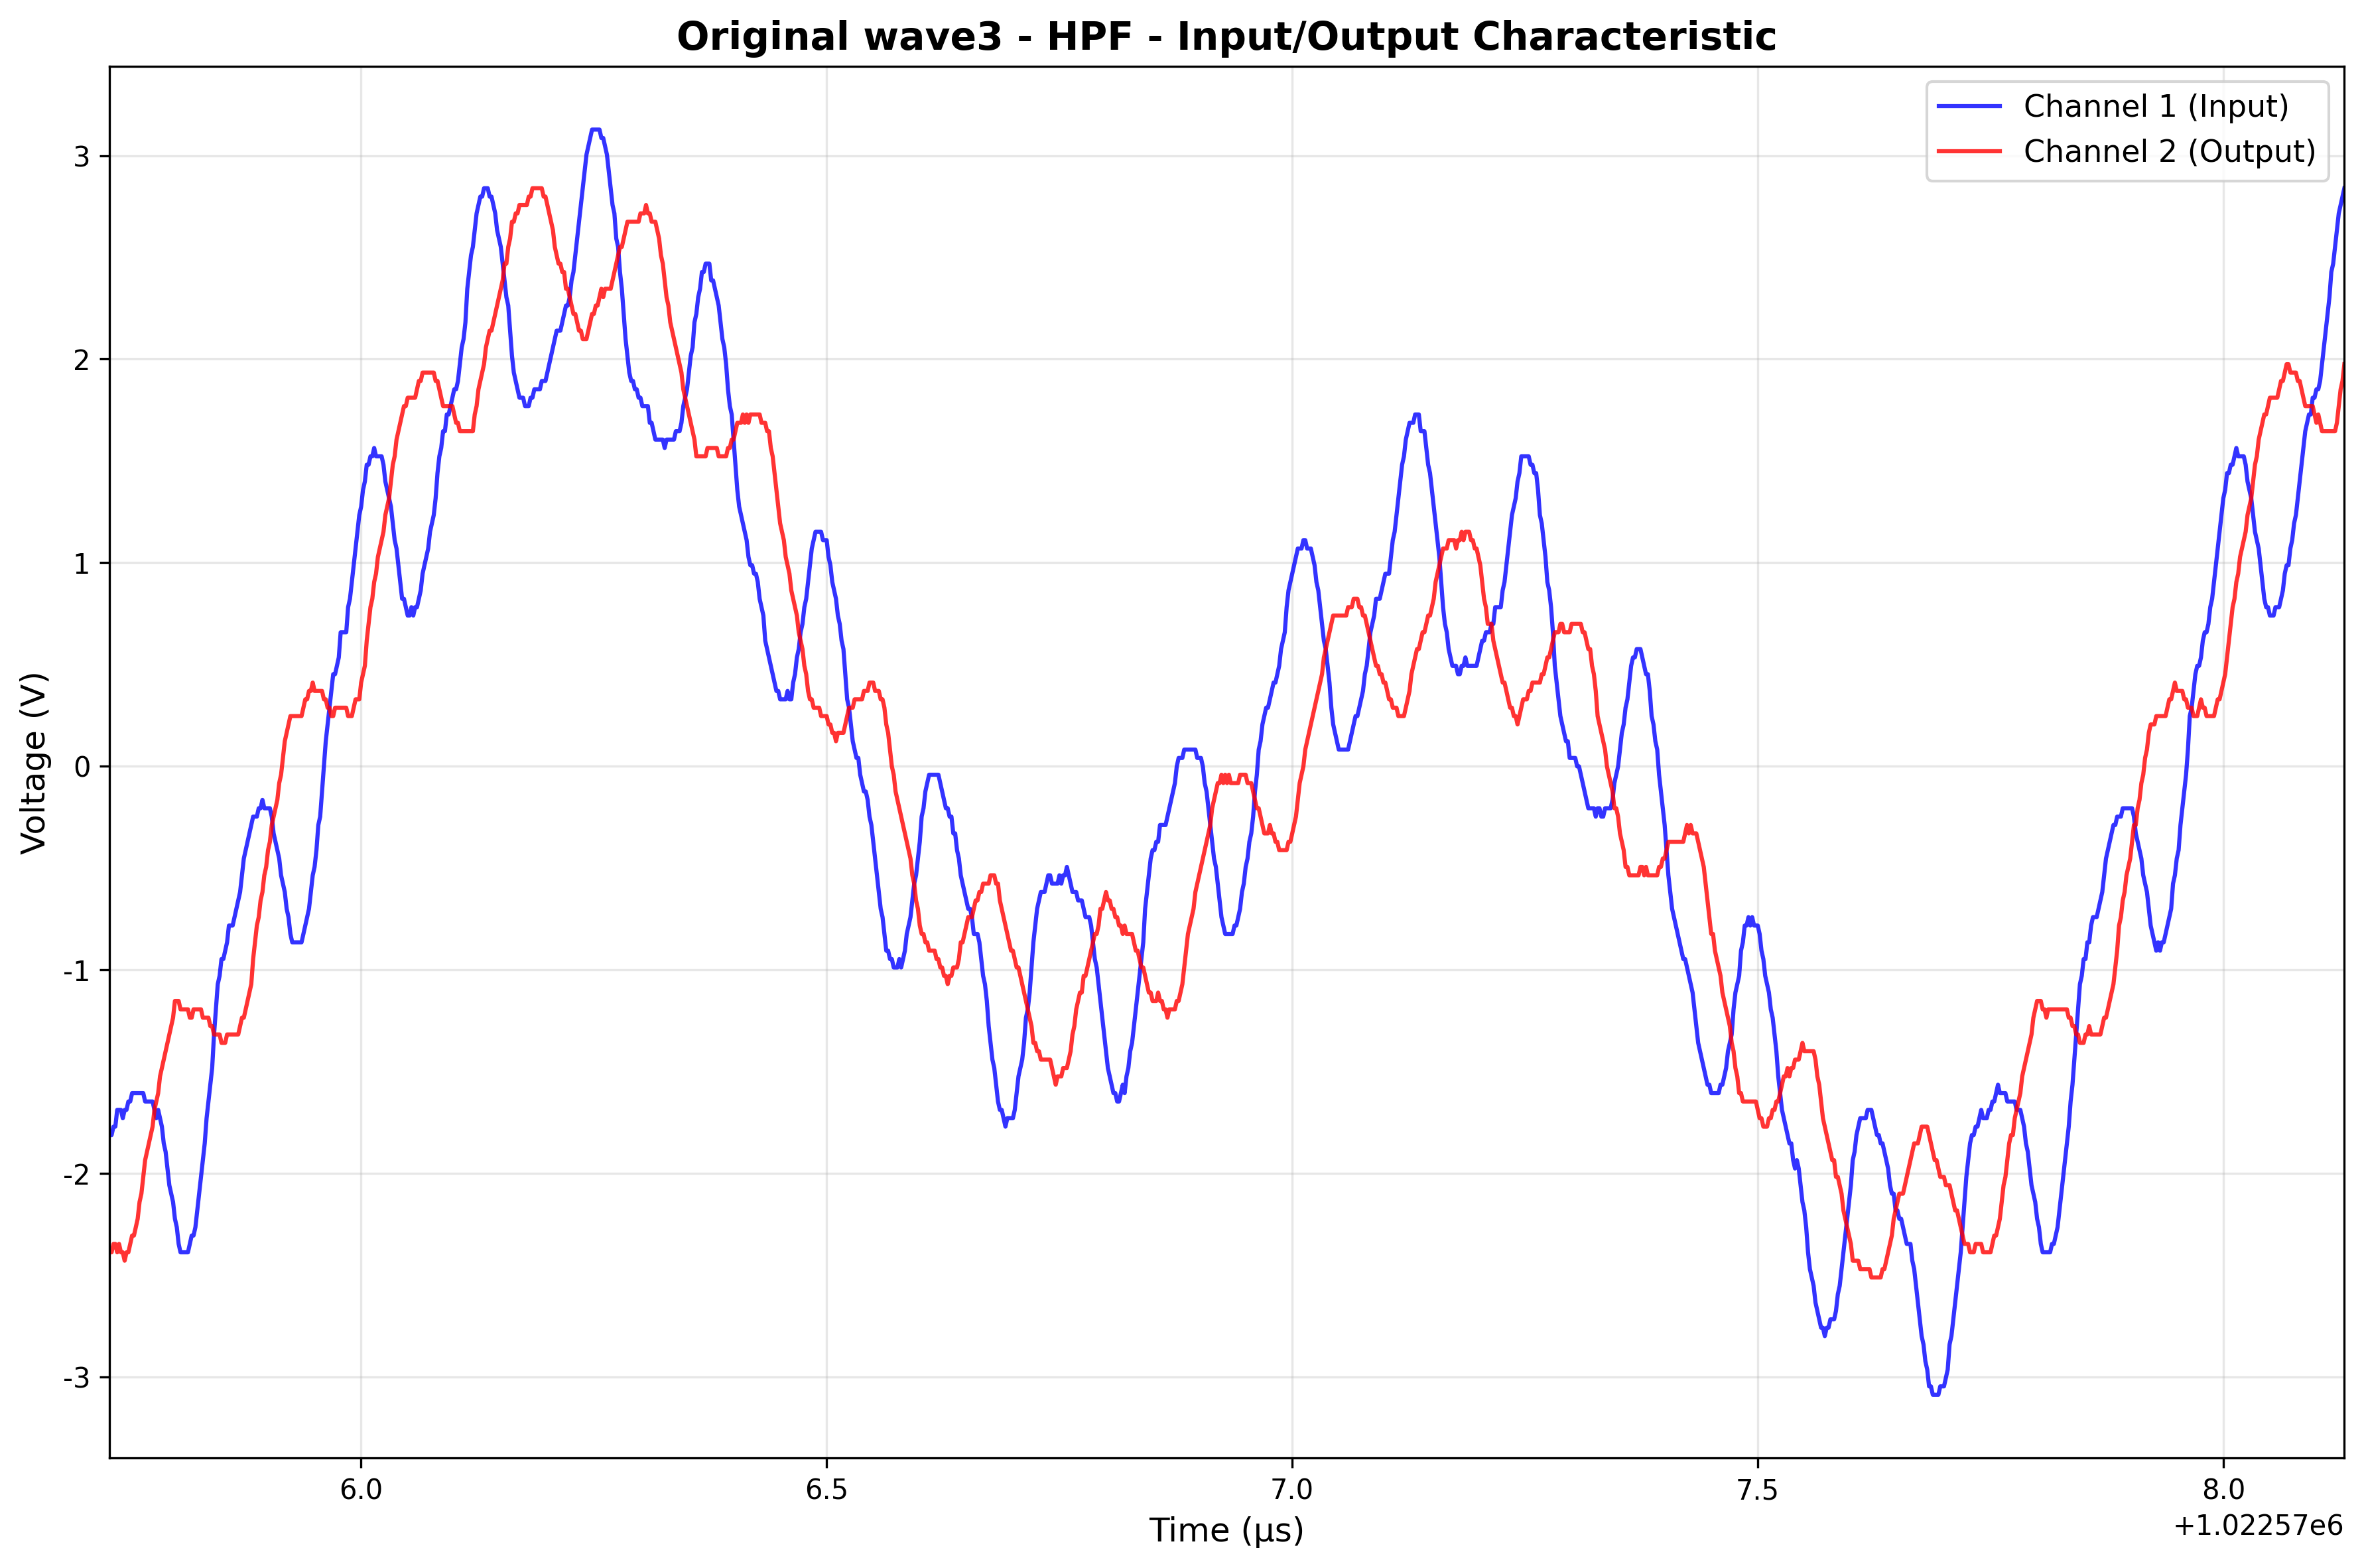 Original wave3 - HPF - Input/Output Characteristic
Channel 1 (Input)
Channel 2 (Output)
Voltage (V)
3
2
1
0
-1
-2
-3
6.0
6.5
7.0
7.5
8.0
Time (μs)
+1.02257e6